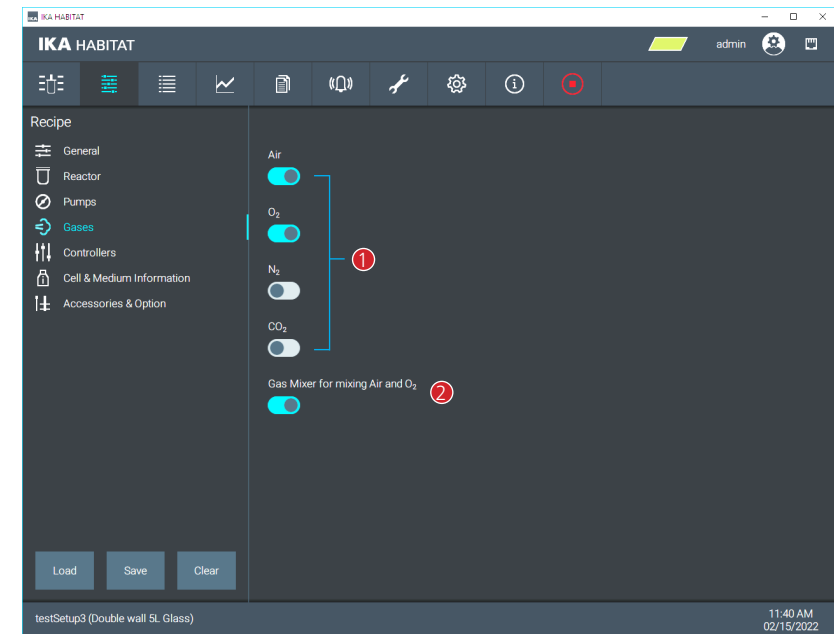 IKA HABITAT
IKA HABITAT
admin
Recipe
General
Reactor
Pumps
Gases
Controllers
Cell & Medium Information
Accessories & Option
Air
O₂
N₂
CO₂
1
Gas Mixer for mixing Air and O₂
2
Load Save Clear
testSetup3 (Double wall 5L Glass)
11:40 AM
02/15/2022